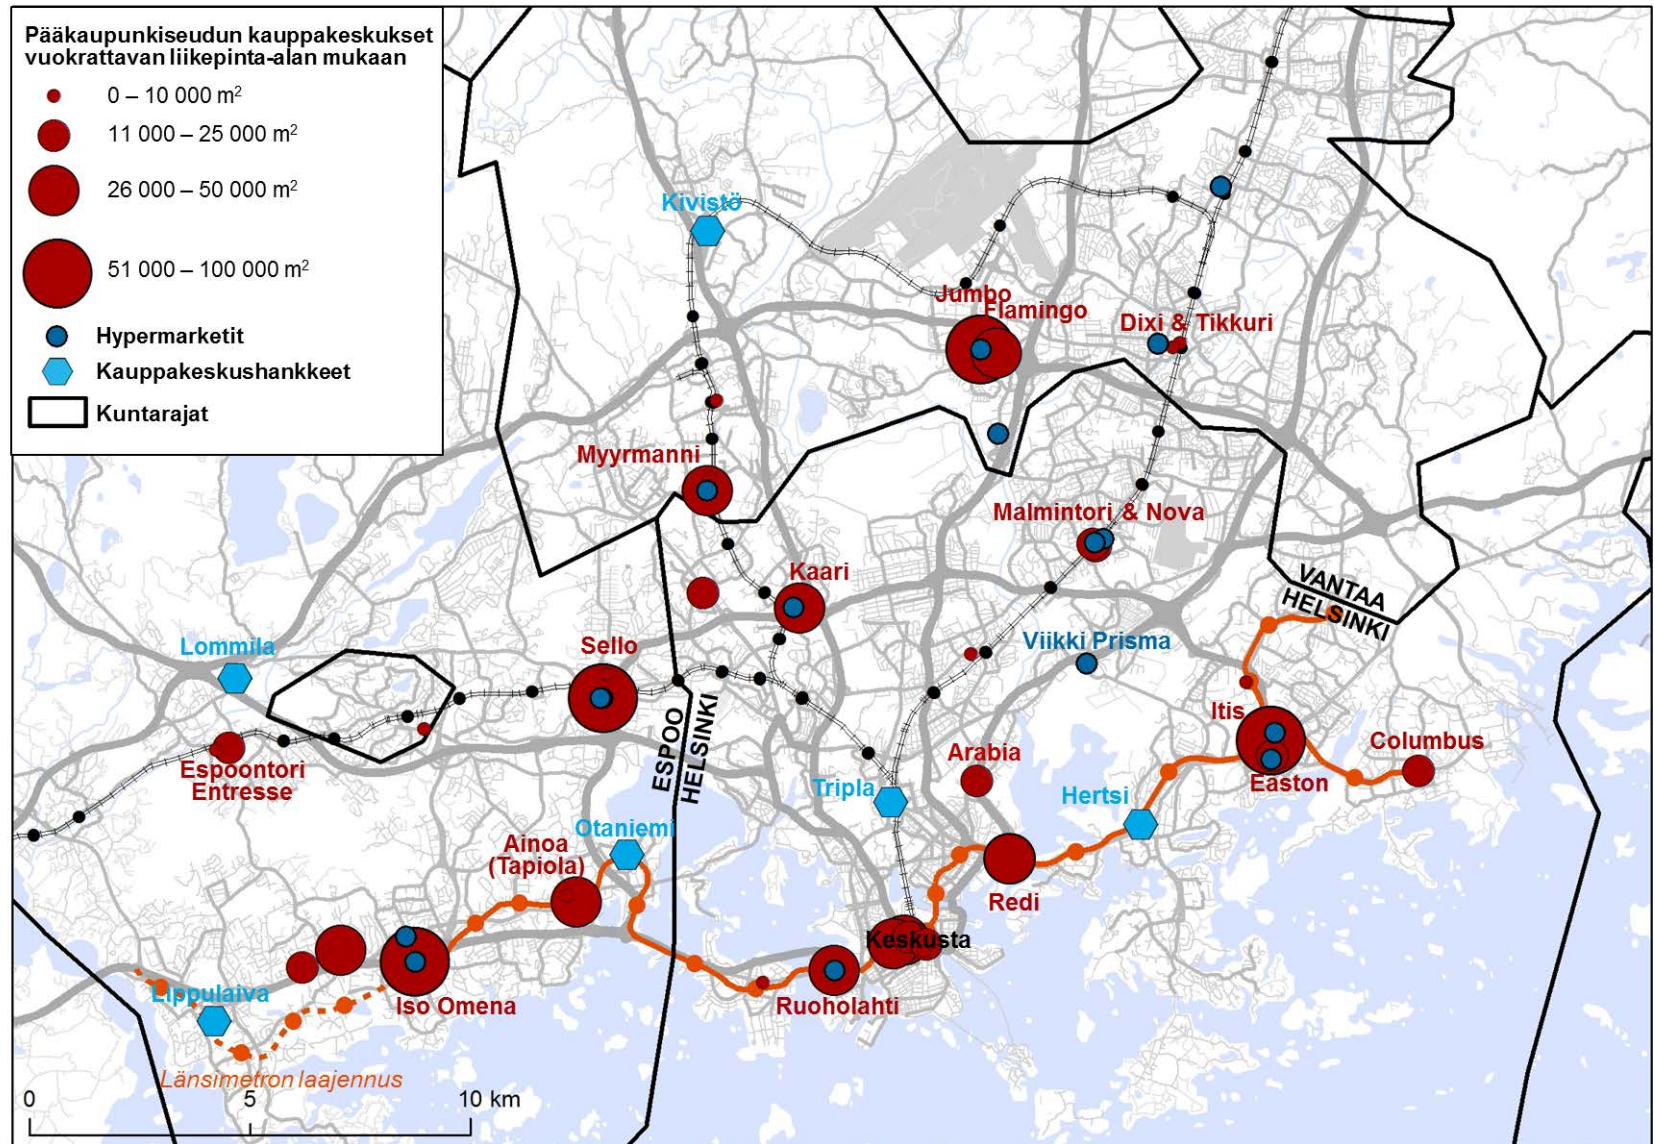 Pääkaupunkiseudun kauppakeskukset
vuokrattavan liikepinta-alan mukaan
0 – 10 000 m²
11 000 – 25 000 m²
26 000 – 50 000 m²
51 000 – 100 000 m²
Hypermarketit
Kauppakeskushankkeet
Kuntarajat
Kivistö
Jumbo
Flamingo
Dixi & Tikkuri
Myyrmanni
Malmintori & Nova
Kaari
VANTAA
HELSINKI
Lommila
Sello
Viikki Prisma
ESPOO
HELSINKI
Itis
Columbus
Espoontori
Entresse
Arabia
Easton
Tripla
Hertsi
Otaniemi
Ainoa
(Tapiola)
Redi
Keskusta
Lippulaiva
Iso Omena
Ruoholahti
Länsimetron laajennus
0 5 10 km